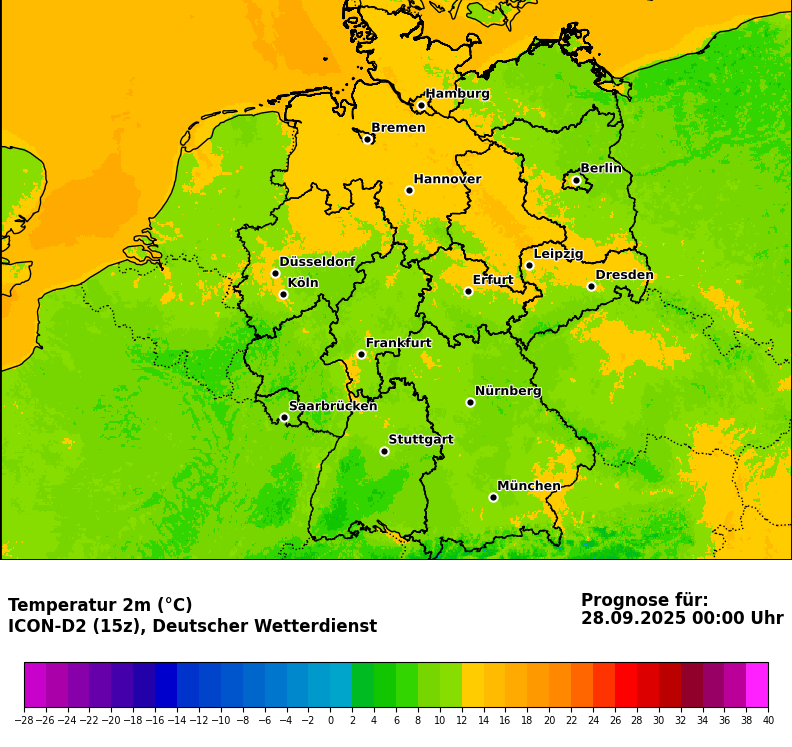 Hamburg
Bremen
Berlin
Hannover
Leipzig
Düsseldorf
Dresden
Köln
Erfurt
Frankfurt
Nürnberg
Saarbrücken
Stuttgart
München
Temperatur 2m (°C)
ICON-D2 (15z), Deutscher Wetterdienst
Prognose für:
28.09.2025 00:00 Uhr
−28 −26 −24 −22 −20 −18 −16 −14 −12 −10 −8 −6 −4 −2 0 2 4 6 8 10 12 14 16 18 20 22 24 26 28 30 32 34 36 38 40